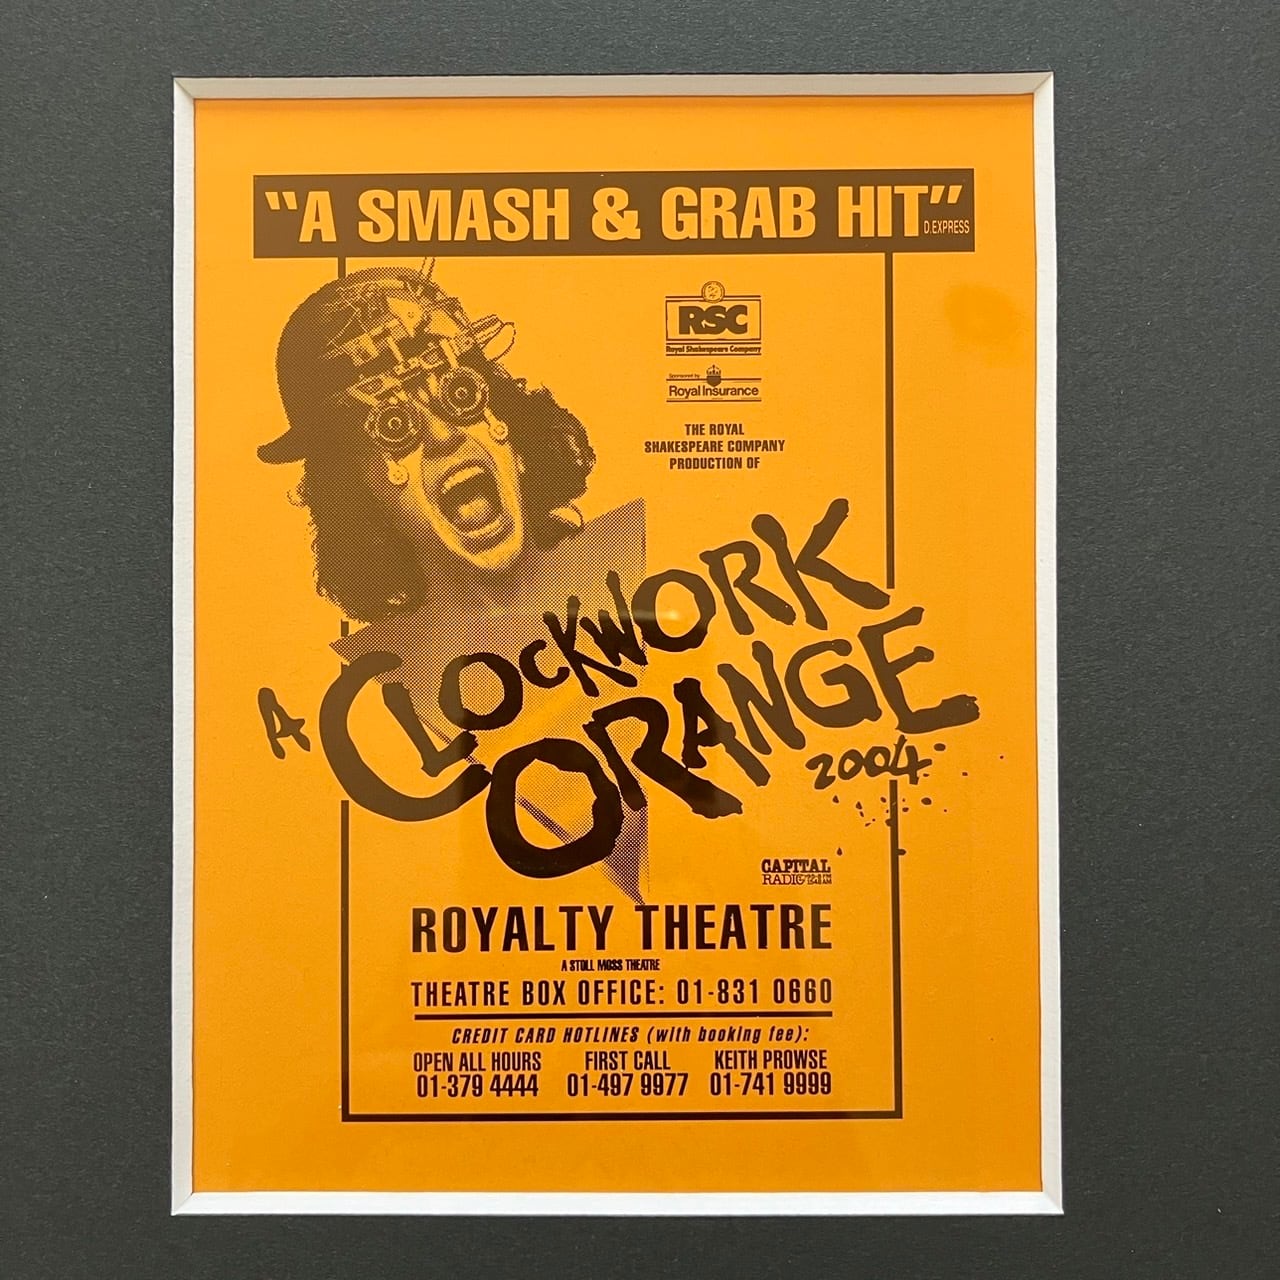 "A SMASH & GRAB HIT"
D.EXPRESS
RSC
Royal Shakespeare Company
Sponsored by
Royal Insurance
THE ROYAL
SHAKESPEARE COMPANY
PRODUCTION OF
A CLOCKWORK
ORANGE
2004
CAPITAL
RADIO
ROYALTY THEATRE
A STOLL MOSS THEATRE
THEATRE BOX OFFICE: 01-831 0660
CREDIT CARD HOTLINES (with booking fee):
OPEN ALL HOURS FIRST CALL KEITH PROWSE
01-379 4444 01-497 9977 01-741 9999